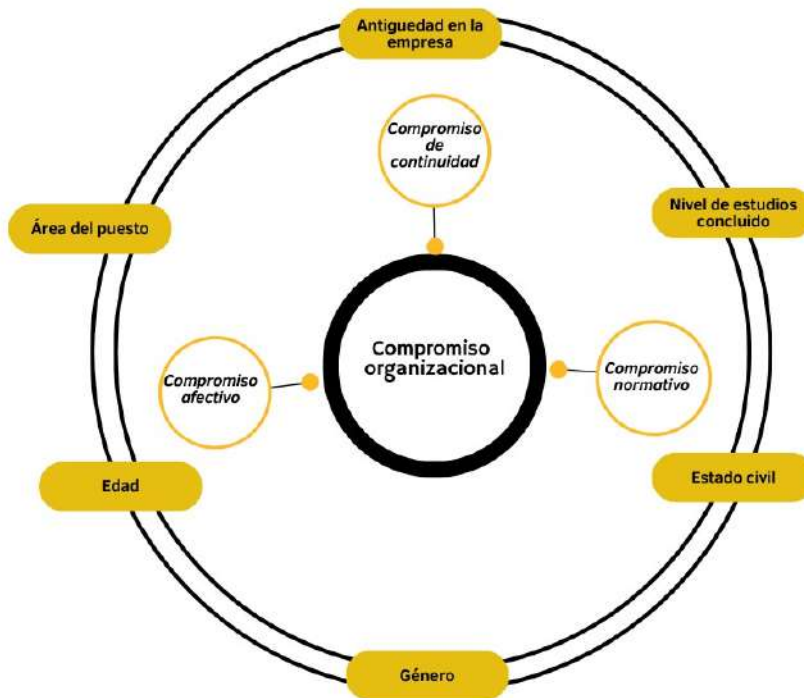 Antiguedad en la
empresa
Compromiso
de
continuidad
Área del puesto
Nivel de estudios
concluido
Compromiso
organizacional
Compromiso
afectivo
Compromiso
normativo
Edad
Estado civil
Género